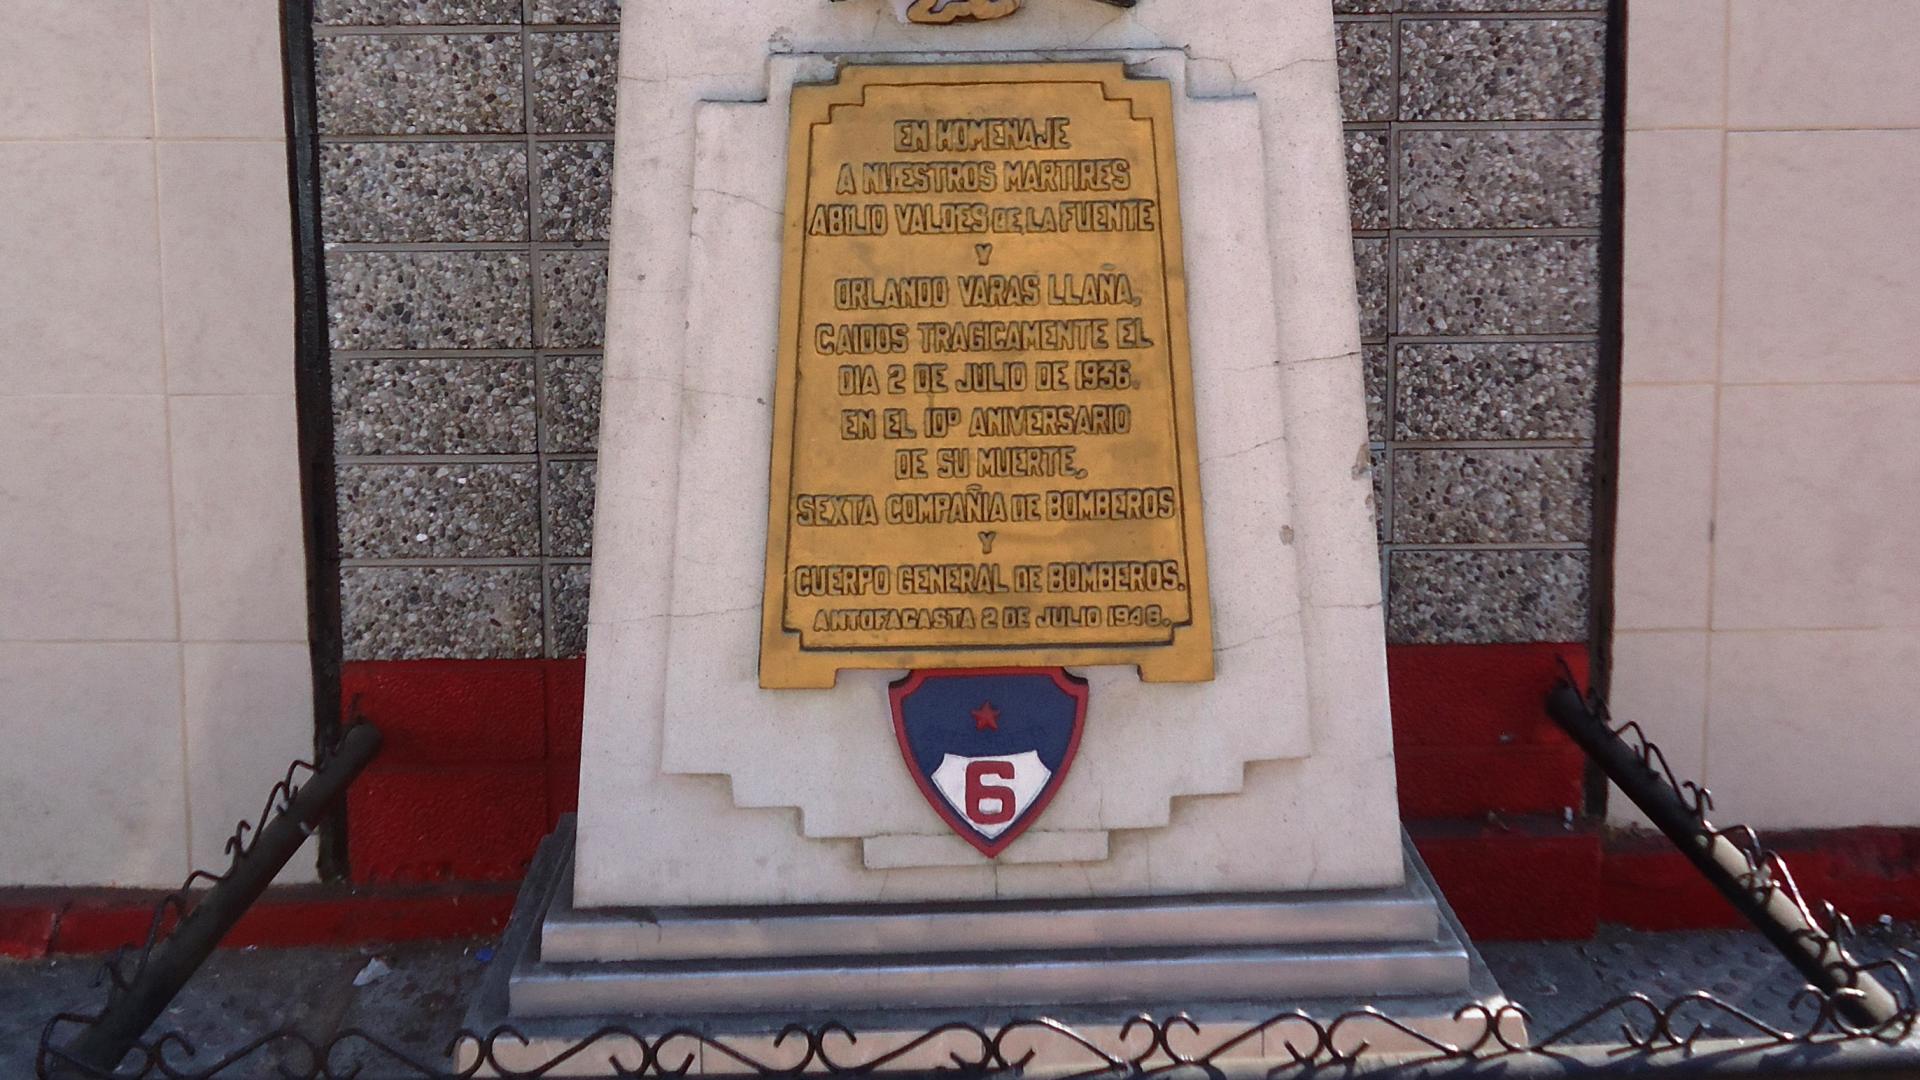 EN HOMENAJE
A NUESTROS MARTIRES
ABILIO VALDES DE LA FUENTE
Y
ORLANDO VARAS LLAÑA,
CAIDOS TRAGICAMENTE EL
DIA 2 DE JULIO DE 1936.
EN EL 10º ANIVERSARIO
DE SU MUERTE,
SEXTA COMPAÑIA DE BOMBEROS
Y
CUERPO GENERAL DE BOMBEROS.
ANTOFAGASTA 2 DE JULIO 1946.
6